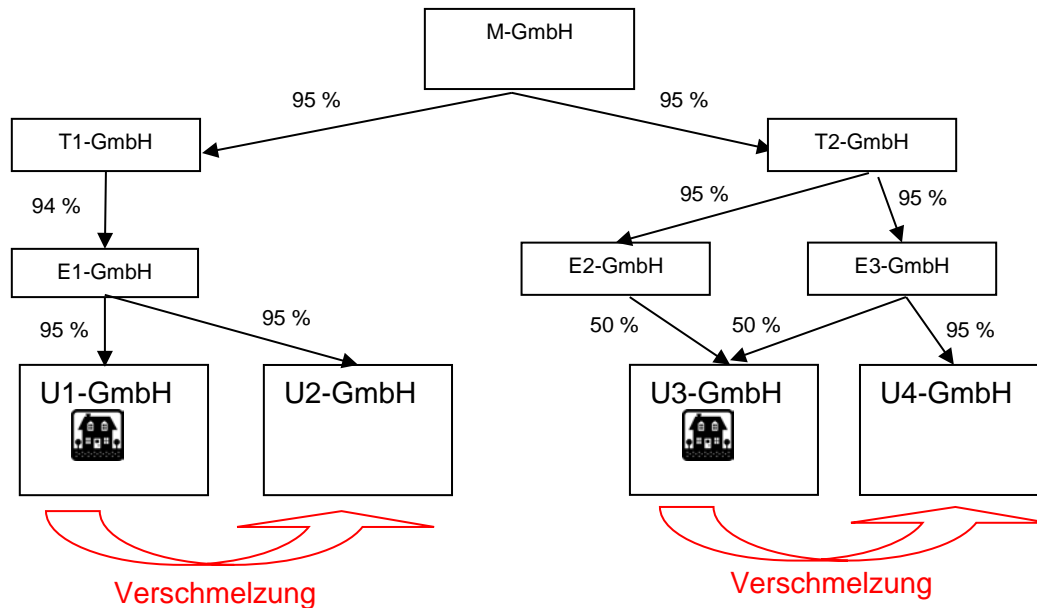 M-GmbH
95 %
95 %
T1-GmbH
T2-GmbH
94 %
95 %
95 %
E1-GmbH
E2-GmbH
E3-GmbH
95 %
95 %
50 %
50 %
95 %
U1-GmbH
U2-GmbH
U3-GmbH
U4-GmbH
Verschmelzung
Verschmelzung